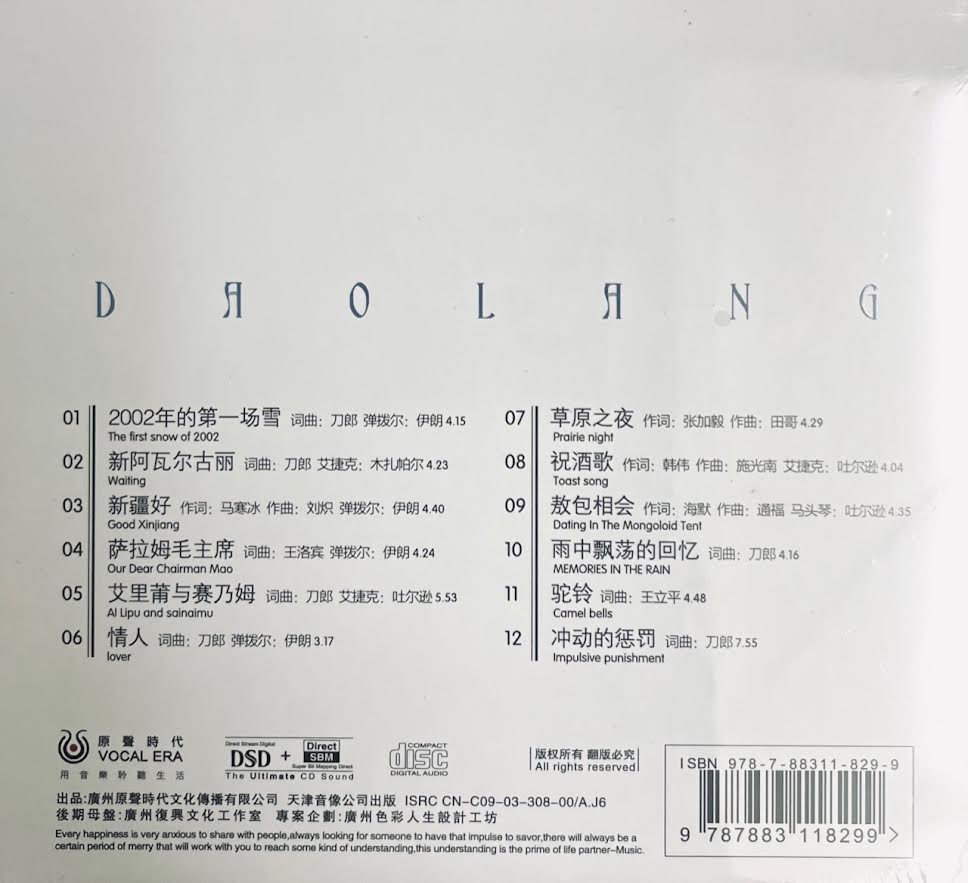 DAOLANG
01 2002年的第一场雪 词曲：刀郎 弹拨尔：伊朗 4.15
The first snow of 2002
02 新阿瓦尔古丽 词曲：刀郎 艾捷克：木扎帕尔 4.23
Waiting
03 新疆好 作词：马寒冰 作曲：刘炽 弹拨尔：伊朗 4.40
Good Xinjiang
04 萨拉姆毛主席 词曲：王洛宾 弹拨尔：伊朗 4.24
Our Dear Chairman Mao
05 艾里莆与赛乃姆 词曲：刀郎 艾捷克：吐尔逊 5.53
Al Lipu and sainaimu
06 情人 词曲：刀郎 弹拨尔：伊朗 3.17
lover
07 草原之夜 作词：张加毅 作曲：田哥 4.29
Prairie night
08 祝酒歌 作词：韩伟 作曲：施光南 艾捷克：吐尔逊 4.04
Toast song
09 敖包相会 作词：海默 作曲：通福 马头琴：吐尔逊 4.35
Dating In The Mongoloid Tent
10 雨中飘荡的回忆 词曲：刀郎 4.16
MEMORIES IN THE RAIN
11 驼铃 词曲：王立平 4.48
Camel bells
12 冲动的惩罚 词曲：刀郎 7.55
Impulsive punishment
原聲時代
VOCAL ERA
用音樂聆聽生活
Direct Stream Digital
DSD + Direct SBM
Super Bit Mapping Direct
The Ultimate CD Sound
COMPACT
disc
DIGITAL AUDIO
版权所有 翻版必究
All rights reserved
ISBN 978-7-88311-829-9
9 787883 118299 >
出品:廣州原聲時代文化傳播有限公司 天津音像公司出版 ISRC CN-C09-03-308-00/A.J6
後期母盤:廣州復興文化工作室 專案企劃:廣州色彩人生設計工坊
Every happiness is very anxious to share with people,always looking for someone to have that impulse to savor,there will always be a
certain period of merry that will work with you to reach some kind of understanding,this understanding is the prime of life partner–Music.